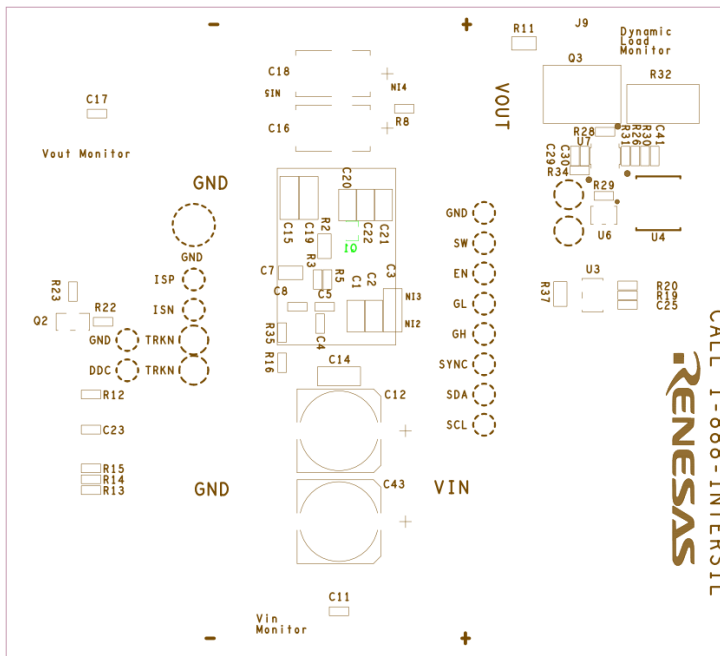 - +
J9
R11
Dynamic
Load
Monitor
Q3
C18
R32
SIN
NI4
C17
VOUT
C16
R8
R28
U7
R31
R26
R30
C41
Vout Monitor
C29
C30
R34
GND
C20
R29
GND
C15
C19
R2
C22
C21
SW
U6
U4
GND
IQ
C7
R3
R5
EN
ISP
C3
U3
R23
C8
C5
C1
C2
NI3
GL
R37
R20
R19
C25
ISN
R22
Q2
C4
NI2
R35
GH
GND
TRKN
R16
C14
SYNC
DDC
TRKN
R12
C12
SDA
SCL
C23
R15
R14
R13
GND
C43
VIN
CALL 1-888-INTERSIL
RENESAS
C11
Vin
Monitor
- +